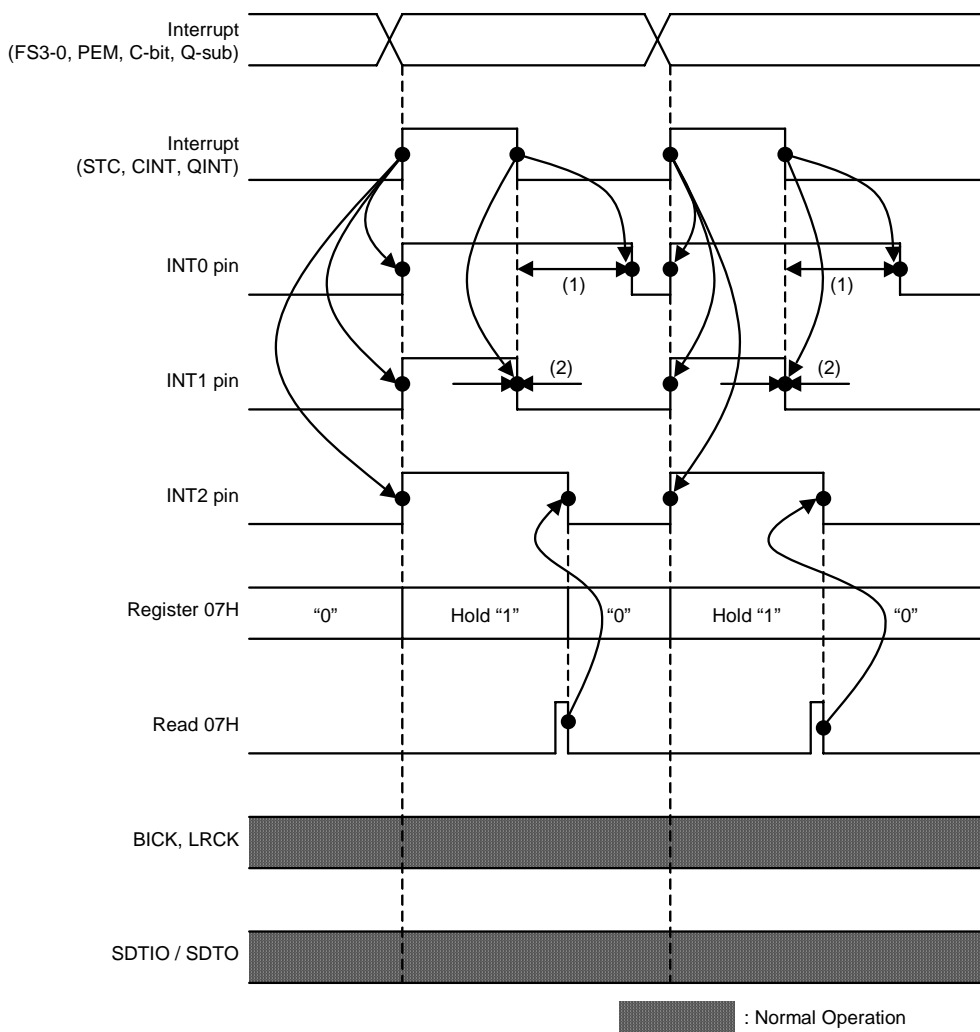 Interrupt
(FS3-0, PEM, C-bit, Q-sub)
Interrupt
(STC, CINT, QINT)
INT0 pin
(1)
(1)
INT1 pin
(2)
(2)
INT2 pin
Register 07H
“0”
Hold “1”
“0”
Hold “1”
“0”
Read 07H
BICK, LRCK
SDTIO / SDTO
: Normal Operation